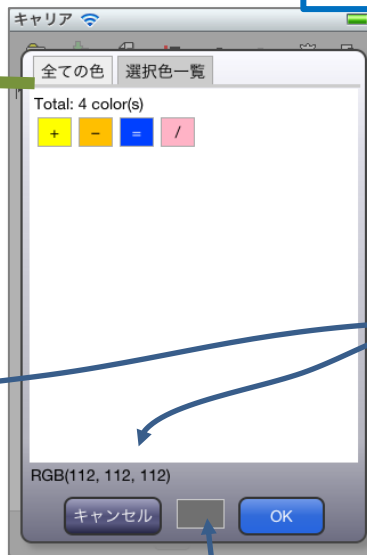 キャリア
全ての色 選択色一覧
Total: 4 color(s)
+ − = /
RGB(112, 112, 112)
キャンセル OK